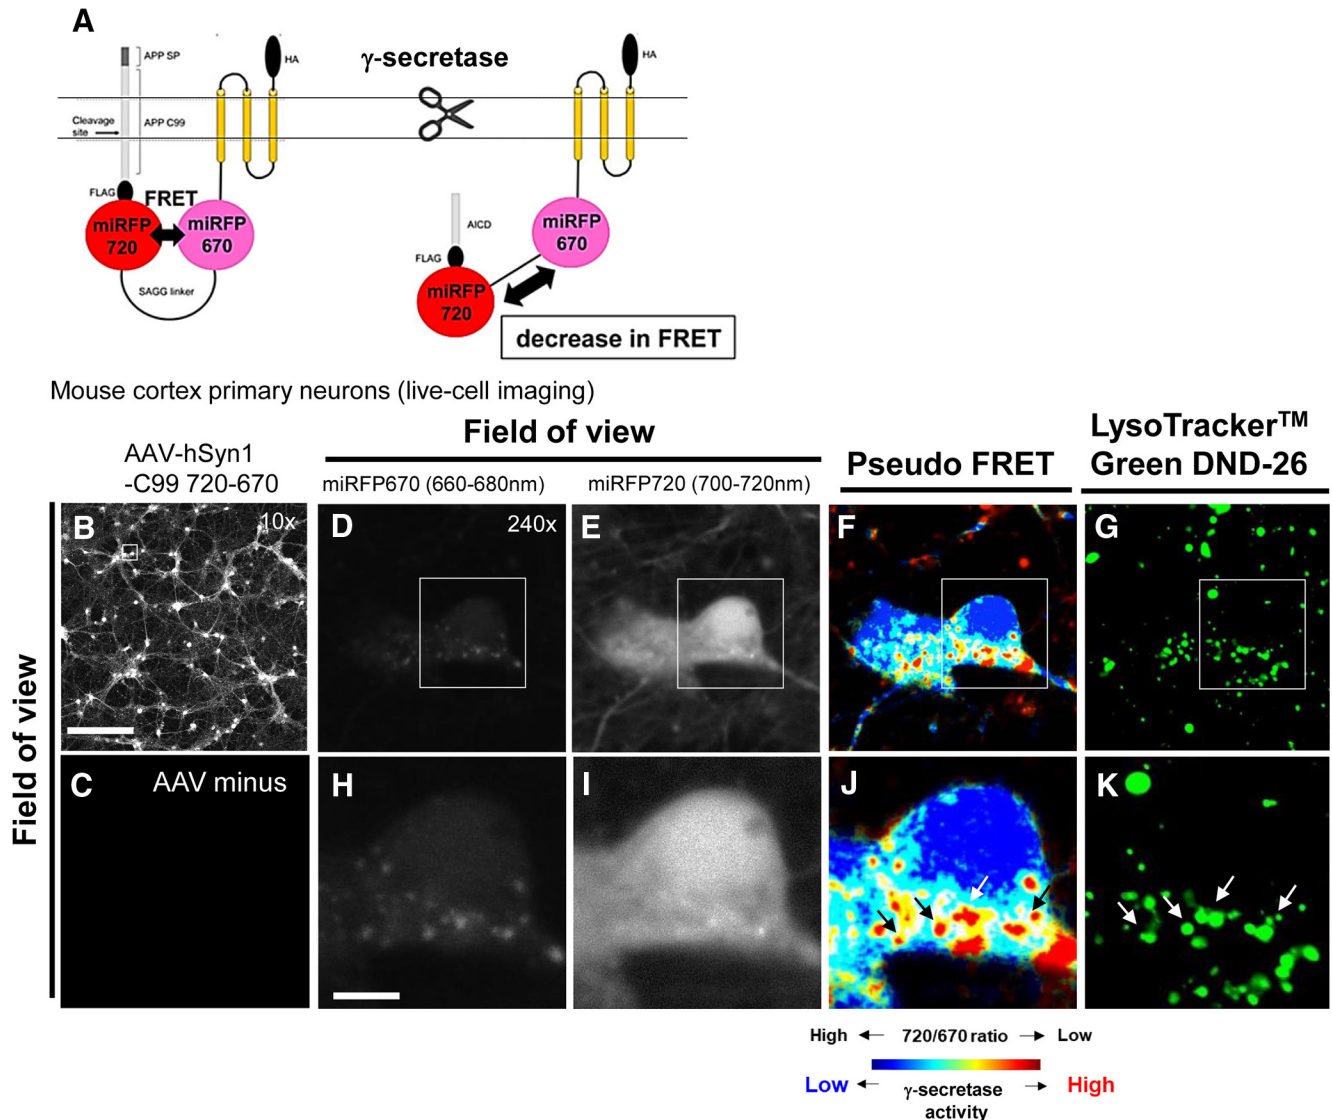 A
APP SP
HA
γ-secretase
HA
APP C99
Cleavage
site
FLAG
FRET
miRFP
720
miRFP
670
SAGG linker
AICD
FLAG
miRFP
670
miRFP
720
decrease in FRET
Mouse cortex primary neurons (live-cell imaging)
Field of view
LysoTracker™
Green DND-26
AAV-hSyn1
-C99 720-670
miRFP670 (660-680nm)
miRFP720 (700-720nm)
Pseudo FRET
Field of view
B
10x
D
240x
E
F
G
C
AAV minus
H
I
J
K
High
720/670 ratio
Low
Low
γ-secretase
activity
High